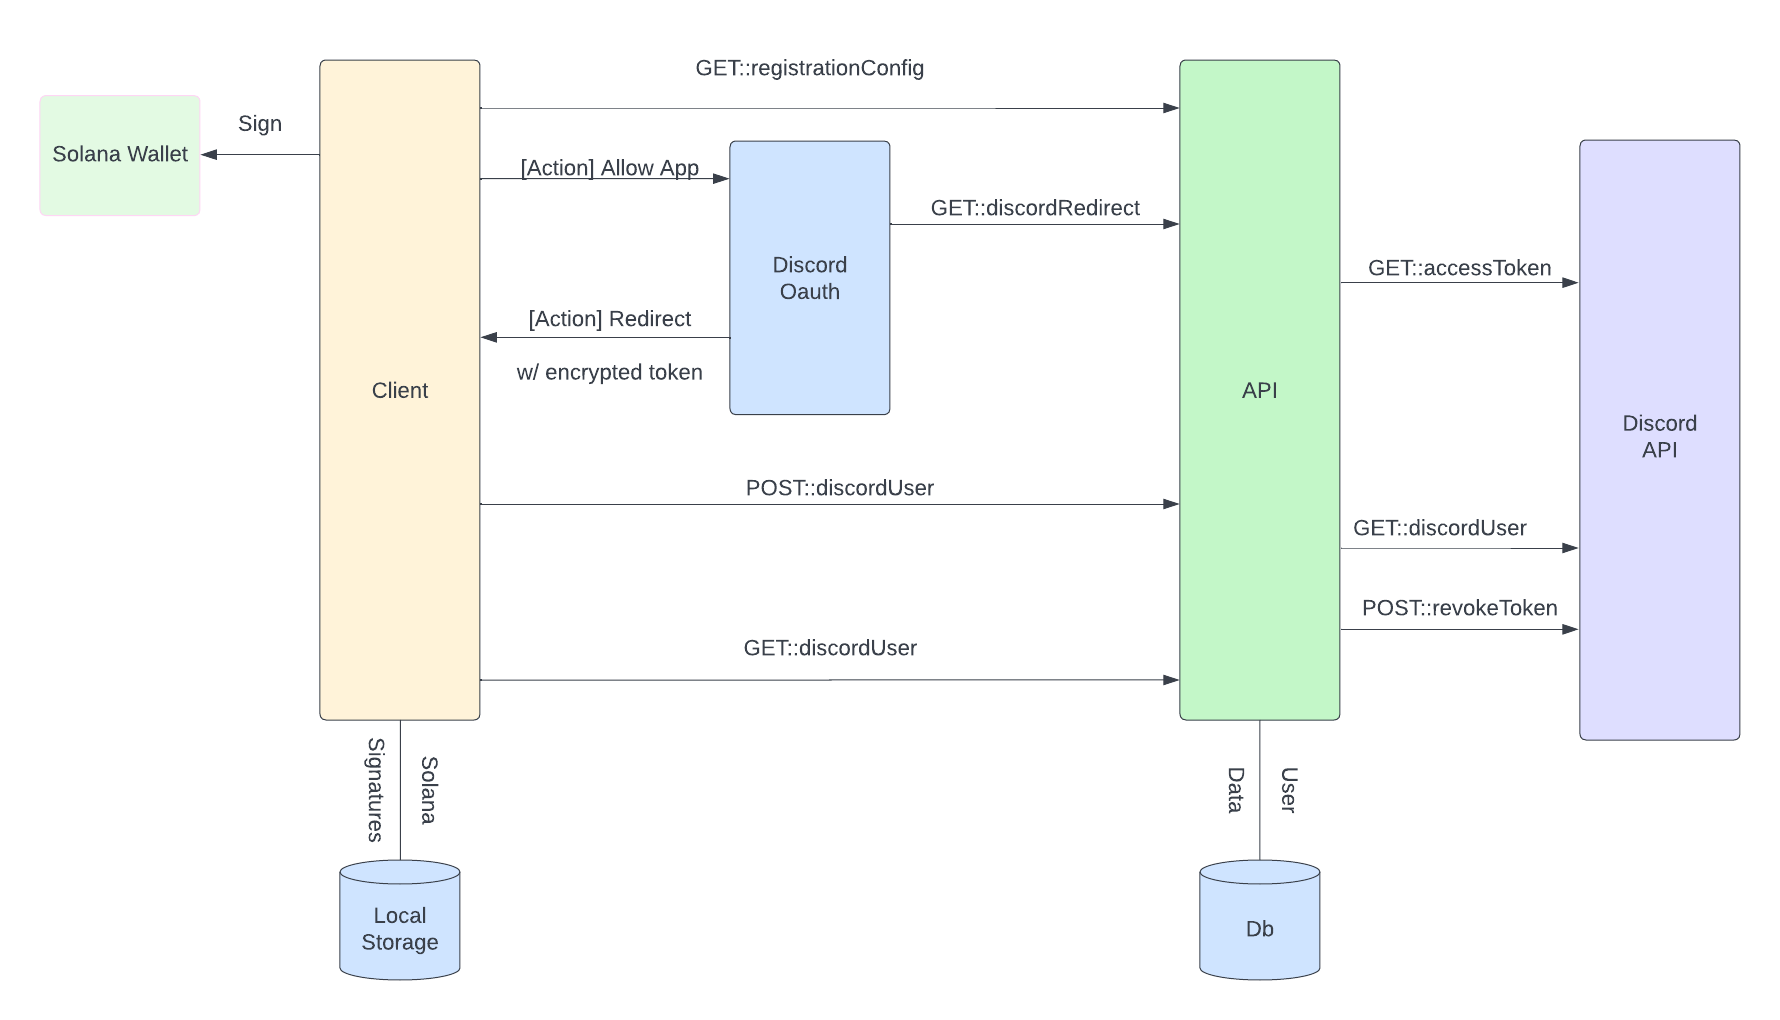 GET::registrationConfig
Sign
Solana Wallet
[Action] Allow App
GET::discordRedirect
Discord
Oauth
GET::accessToken
[Action] Redirect
w/ encrypted token
Client
API
Discord
API
POST::discordUser
GET::discordUser
POST::revokeToken
GET::discordUser
Solana
Signatures
User
Data
Local
Storage
Db